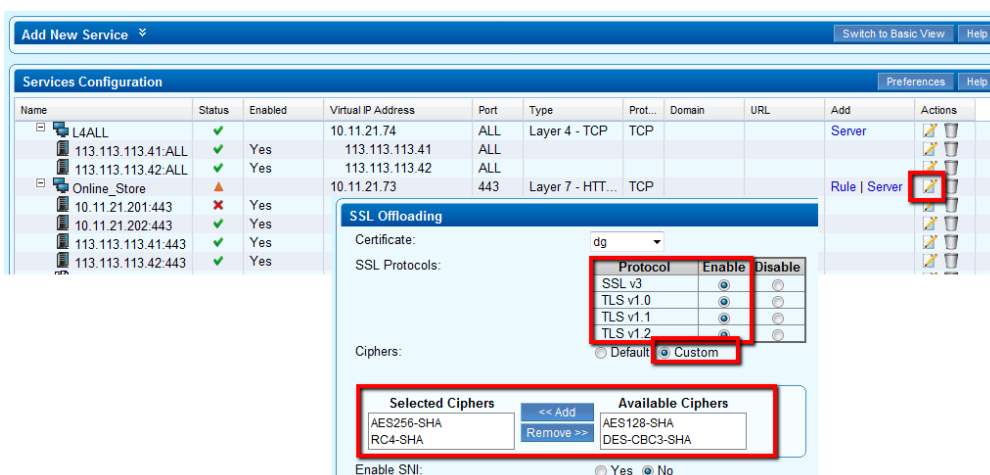 Add New Service
Switch to Basic View Help
Services Configuration
Preferences Help
Name Status Enabled Virtual IP Address Port Type Prot... Domain URL Add Actions
L4ALL 10.11.21.74 ALL Layer 4 - TCP TCP Server
113.113.113.41:ALL Yes 113.113.113.41 ALL
113.113.113.42:ALL Yes 113.113.113.42 ALL
Online_Store 10.11.21.73 443 Layer 7 - HTT... TCP Rule | Server
10.11.21.201:443 Yes
10.11.21.202:443 Yes
113.113.113.41:443 Yes
113.113.113.42:443 Yes
SSL Offloading
Certificate: dg
SSL Protocols: Protocol Enable Disable
SSL v3
TLS v1.0
TLS v1.1
TLS v1.2
Ciphers: Default Custom
Selected Ciphers << Add Available Ciphers
AES256-SHA Remove >> AES128-SHA
RC4-SHA DES-CBC3-SHA
Enable SNI: Yes No